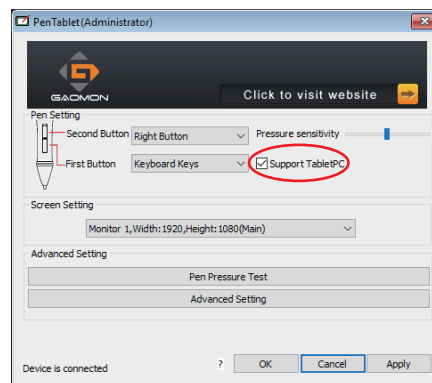 PenTablet(Administrator)
GAOMON
Click to visit website
Pen Setting
Second Button Right Button Pressure sensitivity
First Button Keyboard Keys Support TabletPC
Screen Setting
Monitor 1,Width:1920,Height:1080(Main)
Advanced Setting
Pen Pressure Test
Advanced Setting
Device is connected ? OK Cancel Apply